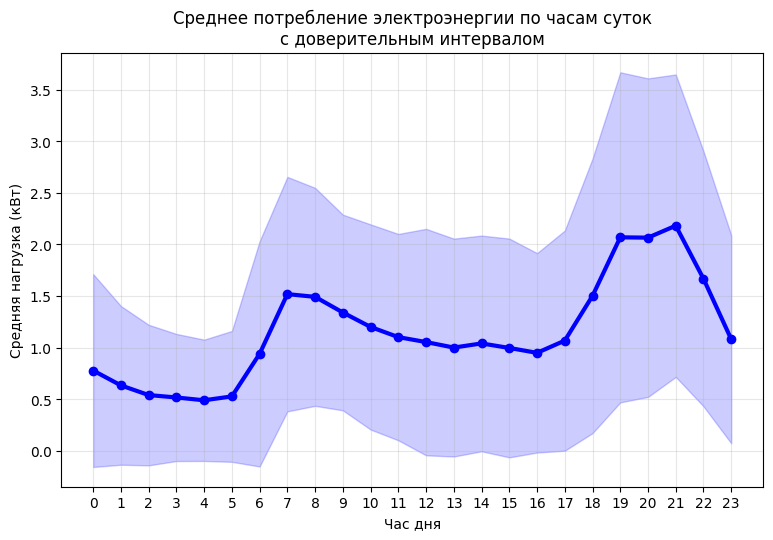 Среднее потребление электроэнергии по часам суток
с доверительным интервалом
Средняя нагрузка (кВт)
3.5
3.0
2.5
2.0
1.5
1.0
0.5
0.0
0 1 2 3 4 5 6 7 8 9 10 11 12 13 14 15 16 17 18 19 20 21 22 23
Час дня